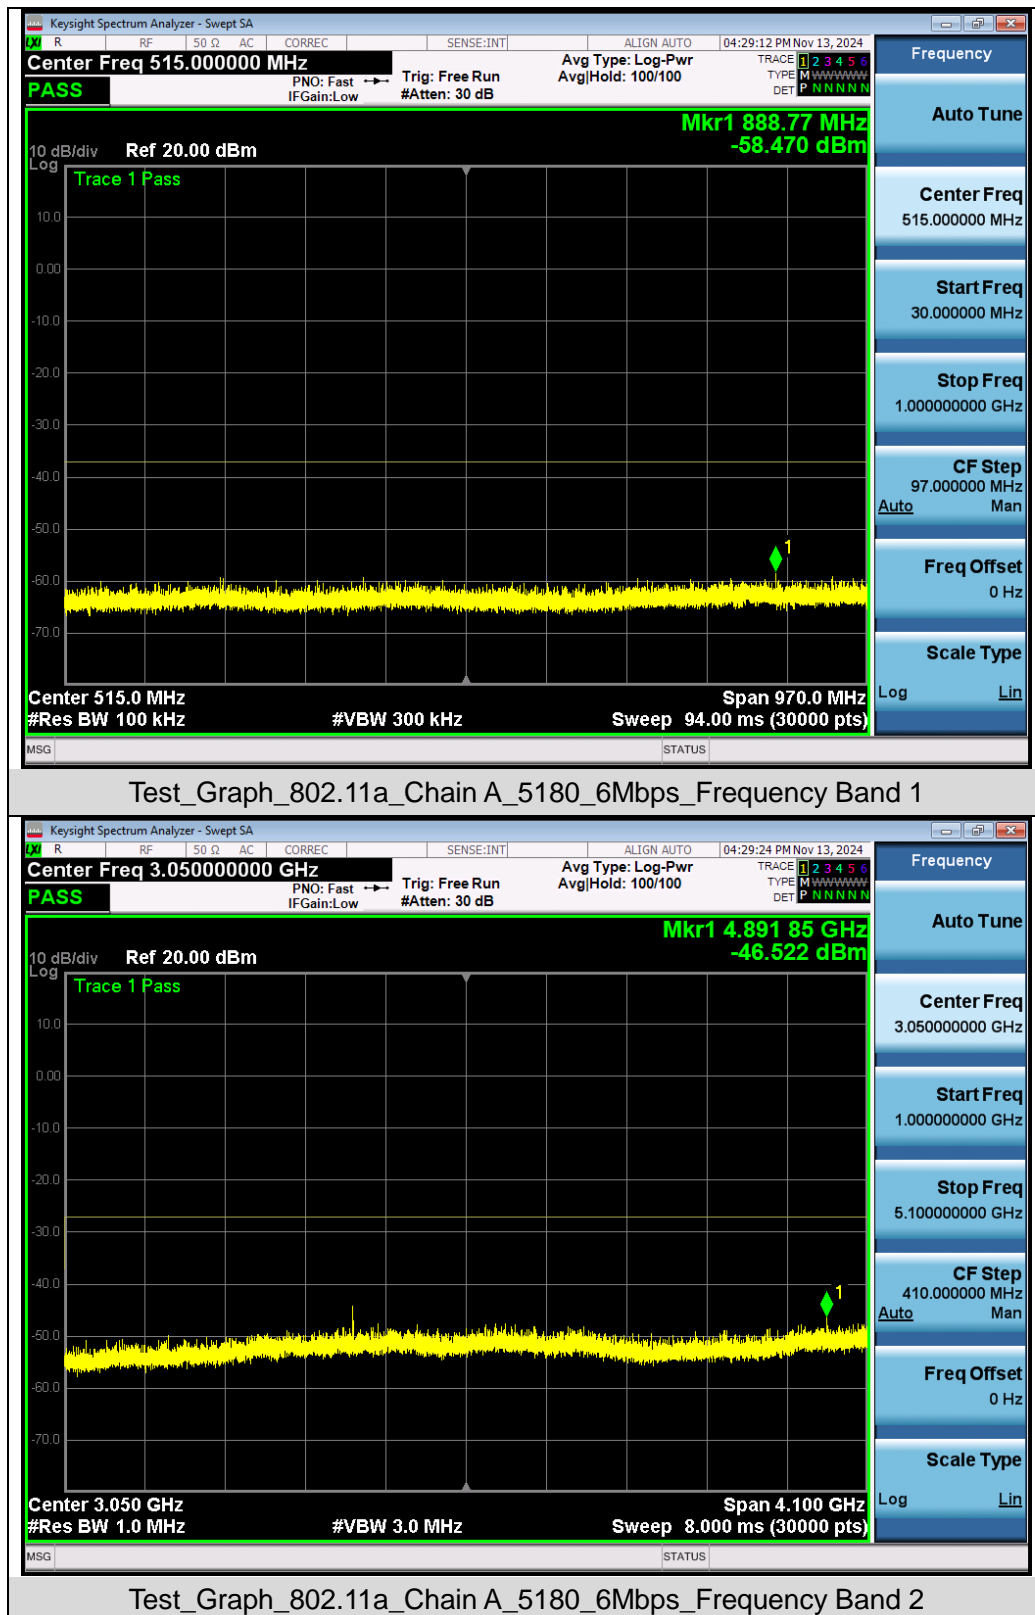 Keysight Spectrum Analyzer - Swept SA
LXI R RF 50 Ω AC CORREC SENSE:INT ALIGN AUTO 04:29:12 PM Nov 13, 2024
Center Freq 515.000000 MHz
PASS
PNO: Fast
IFGain:Low
Trig: Free Run
#Atten: 30 dB
Avg Type: Log-Pwr
Avg|Hold: 100/100
TRACE 1 2 3 4 5 6
TYPE M WWWWW
DET P N N N N N
Mkr1 888.77 MHz
-58.470 dBm
10 dB/div Ref 20.00 dBm
Log
Trace 1 Pass
10.0
0.00
-10.0
-20.0
-30.0
-40.0
-50.0
-60.0
-70.0
1
Center 515.0 MHz Span 970.0 MHz
#Res BW 100 kHz #VBW 300 kHz Sweep 94.00 ms (30000 pts)
MSG STATUS
Frequency
Auto Tune
Center Freq
515.000000 MHz
Start Freq
30.000000 MHz
Stop Freq
1.000000000 GHz
CF Step
97.000000 MHz
Auto Man
Freq Offset
0 Hz
Scale Type
Log Lin
Test_Graph_802.11a_Chain A_5180_6Mbps_Frequency Band 1
Keysight Spectrum Analyzer - Swept SA
LXI R RF 50 Ω AC CORREC SENSE:INT ALIGN AUTO 04:29:24 PM Nov 13, 2024
Center Freq 3.050000000 GHz
PASS
PNO: Fast
IFGain:Low
Trig: Free Run
#Atten: 30 dB
Avg Type: Log-Pwr
Avg|Hold: 100/100
TRACE 1 2 3 4 5 6
TYPE M WWWWW
DET P N N N N N
Mkr1 4.891 85 GHz
-46.522 dBm
10 dB/div Ref 20.00 dBm
Log
Trace 1 Pass
10.0
0.00
-10.0
-20.0
-30.0
-40.0
-50.0
-60.0
-70.0
1
Center 3.050 GHz Span 4.100 GHz
#Res BW 1.0 MHz #VBW 3.0 MHz Sweep 8.000 ms (30000 pts)
MSG STATUS
Frequency
Auto Tune
Center Freq
3.050000000 GHz
Start Freq
1.000000000 GHz
Stop Freq
5.100000000 GHz
CF Step
410.000000 MHz
Auto Man
Freq Offset
0 Hz
Scale Type
Log Lin
Test_Graph_802.11a_Chain A_5180_6Mbps_Frequency Band 2